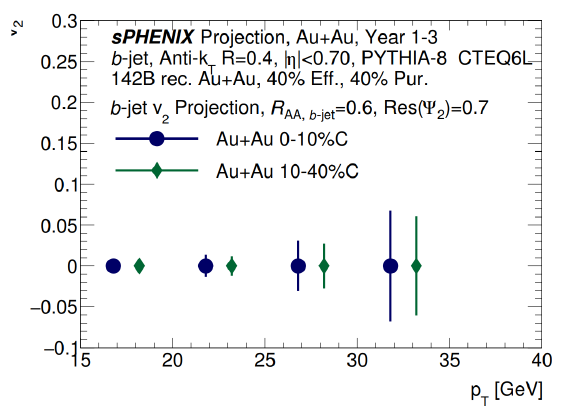 v2
0.3
sPHENIX Projection, Au+Au, Year 1-3
b-jet, Anti-kT R=0.4, |η|<0.70, PYTHIA-8 CTEQ6L
0.25
142B rec. Au+Au, 40% Eff., 40% Pur.
0.2
b-jet v2 Projection, RAA, b-jet=0.6, Res(Ψ2)=0.7
0.15
Au+Au 0-10%C
0.1
Au+Au 10-40%C
0.05
0
−0.05
−0.1
15 20 25 30 35 40
pT [GeV]